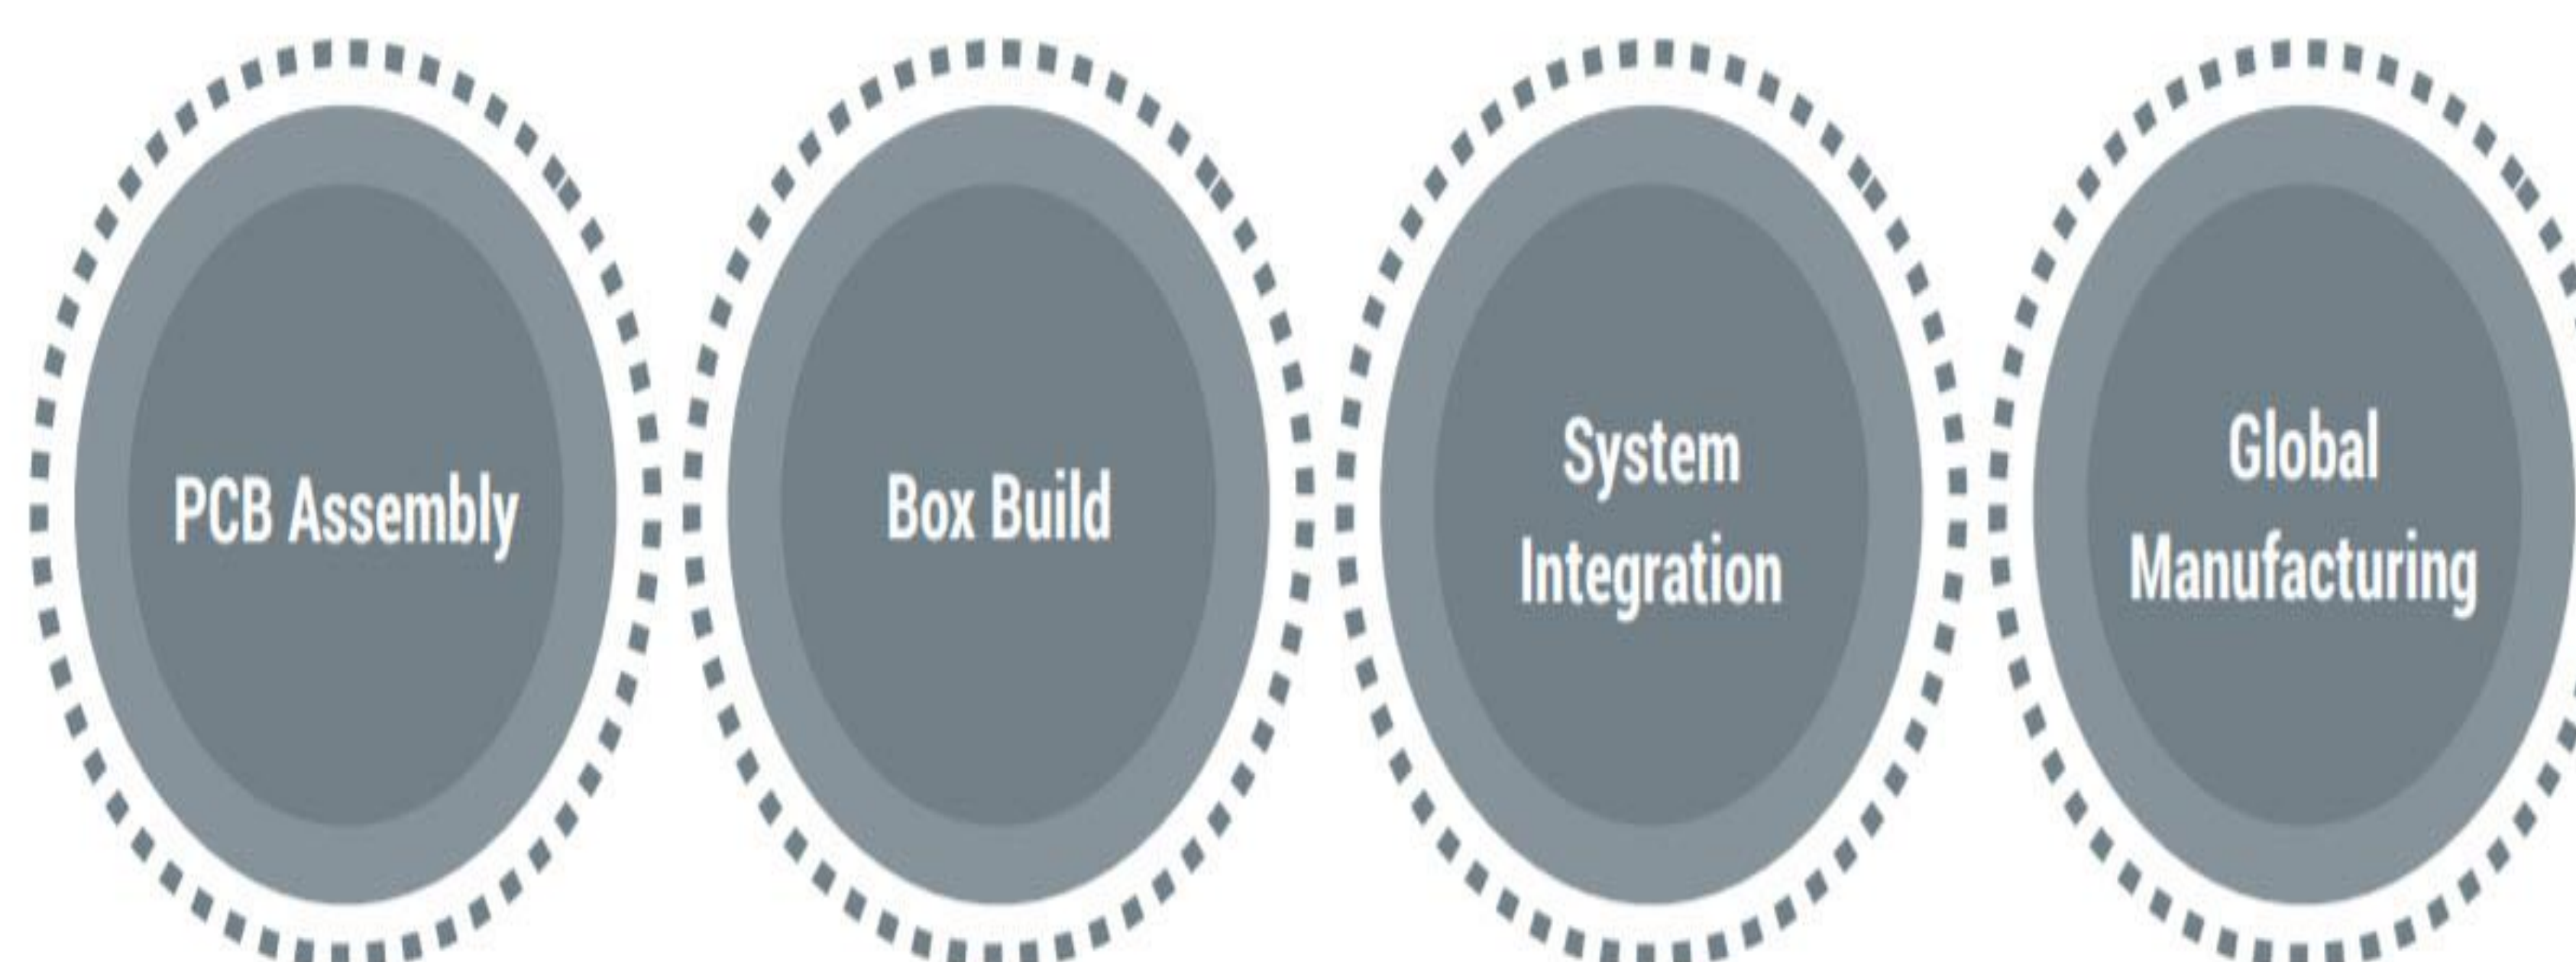 PCB Assembly
Box Build
System
Integration
Global
Manufacturing